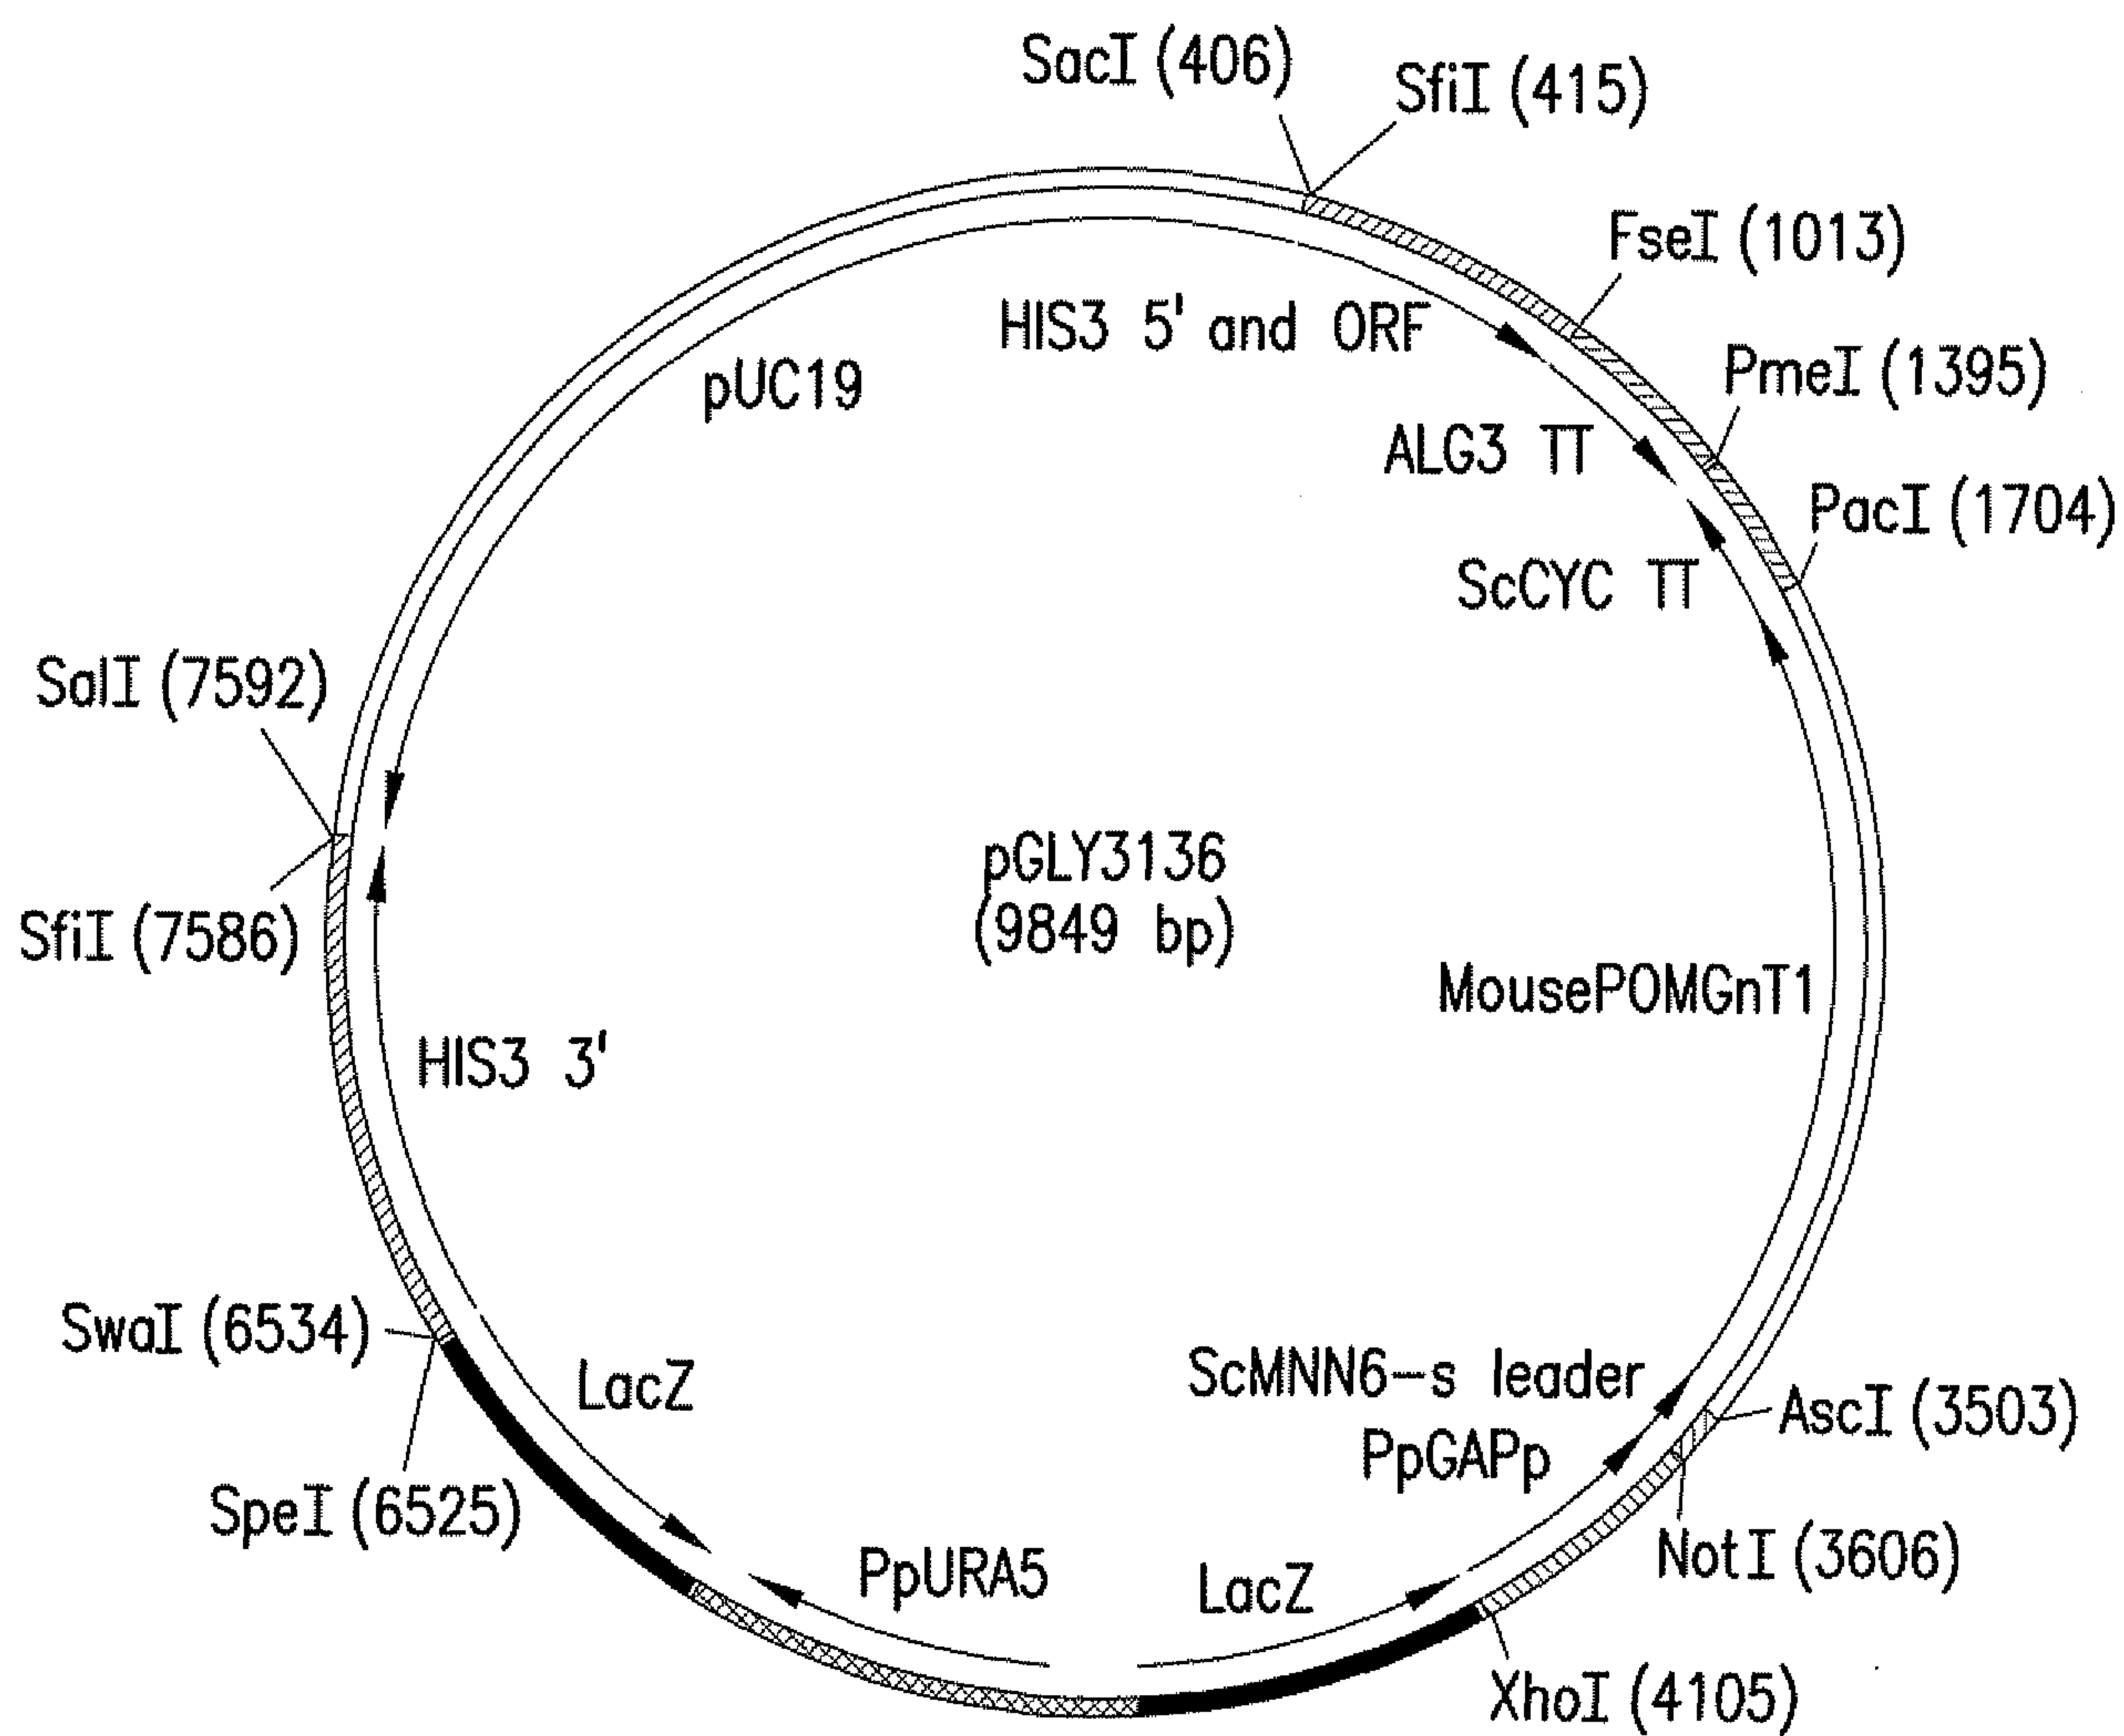 SacI (406)
SfiI (415)
FseI (1013)
HIS3 5' and ORF
pUC19
PmeI (1395)
ALG3 TT
PacI (1704)
ScCYC TT
SalI (7592)
pGLY3136
(9849 bp)
SfiI (7586)
MousePOMGnT1
HIS3 3'
SwaI (6534)
ScMNN6-s leader
LacZ
AscI (3503)
PpGAPp
SpeI (6525)
NotI (3606)
PpURA5
LacZ
XhoI (4105)